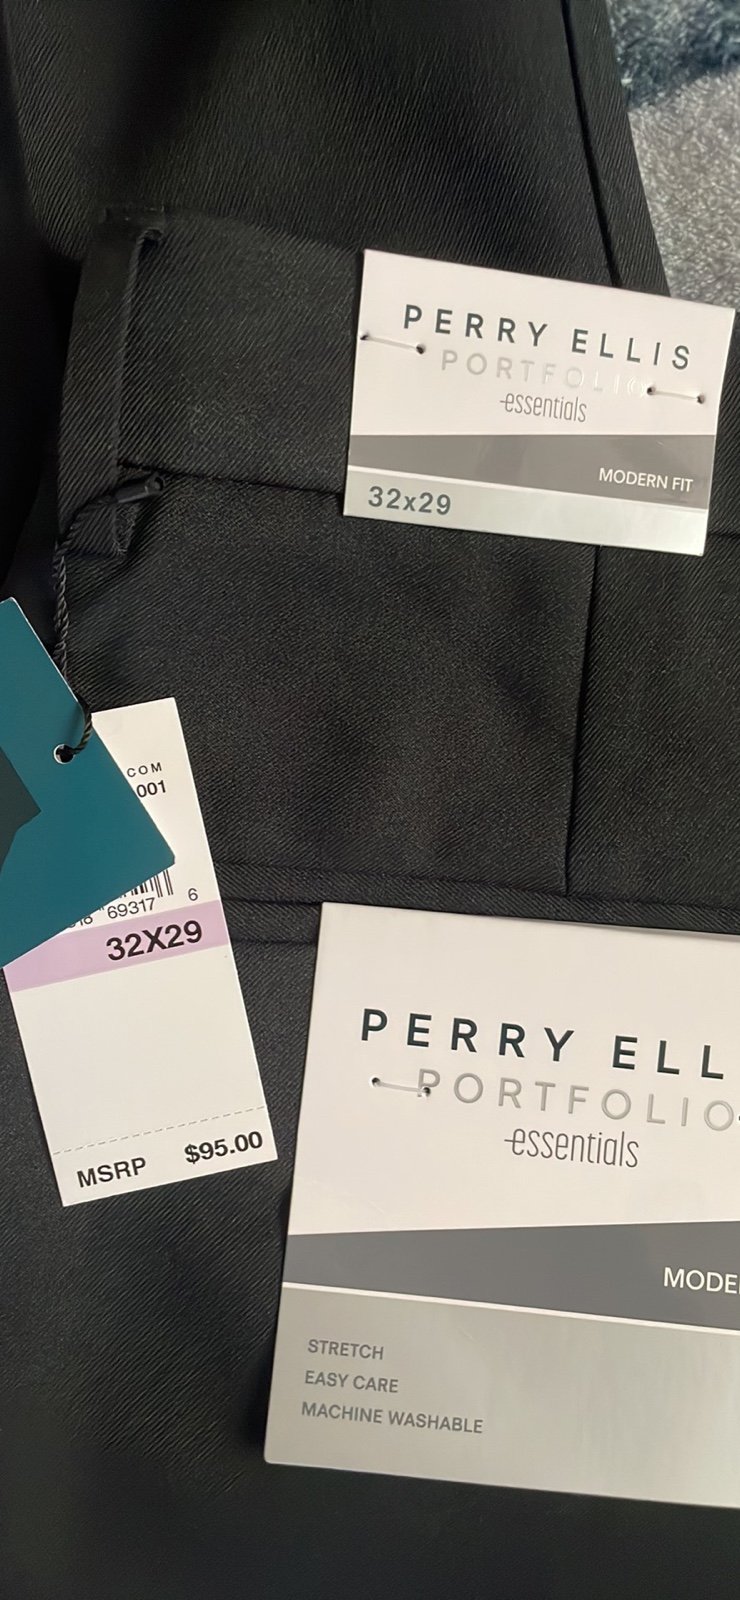 PERRY ELLIS
PORTFOLIO
essentials
MODERN FIT
32x29
COM
001
69317 6
32X29
MSRP $95.00
PERRY ELL
PORTFOLIO
essentials
MODE
STRETCH
EASY CARE
MACHINE WASHABLE